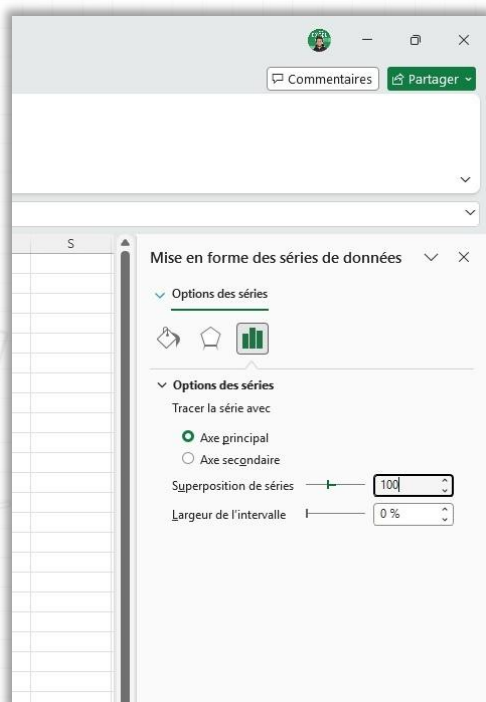 Commentaires
Partager
S
Mise en forme des séries de données
Options des séries
Options des séries
Tracer la série avec
Axe principal
Axe secondaire
Superposition de séries 100
Largeur de l'intervalle 0 %